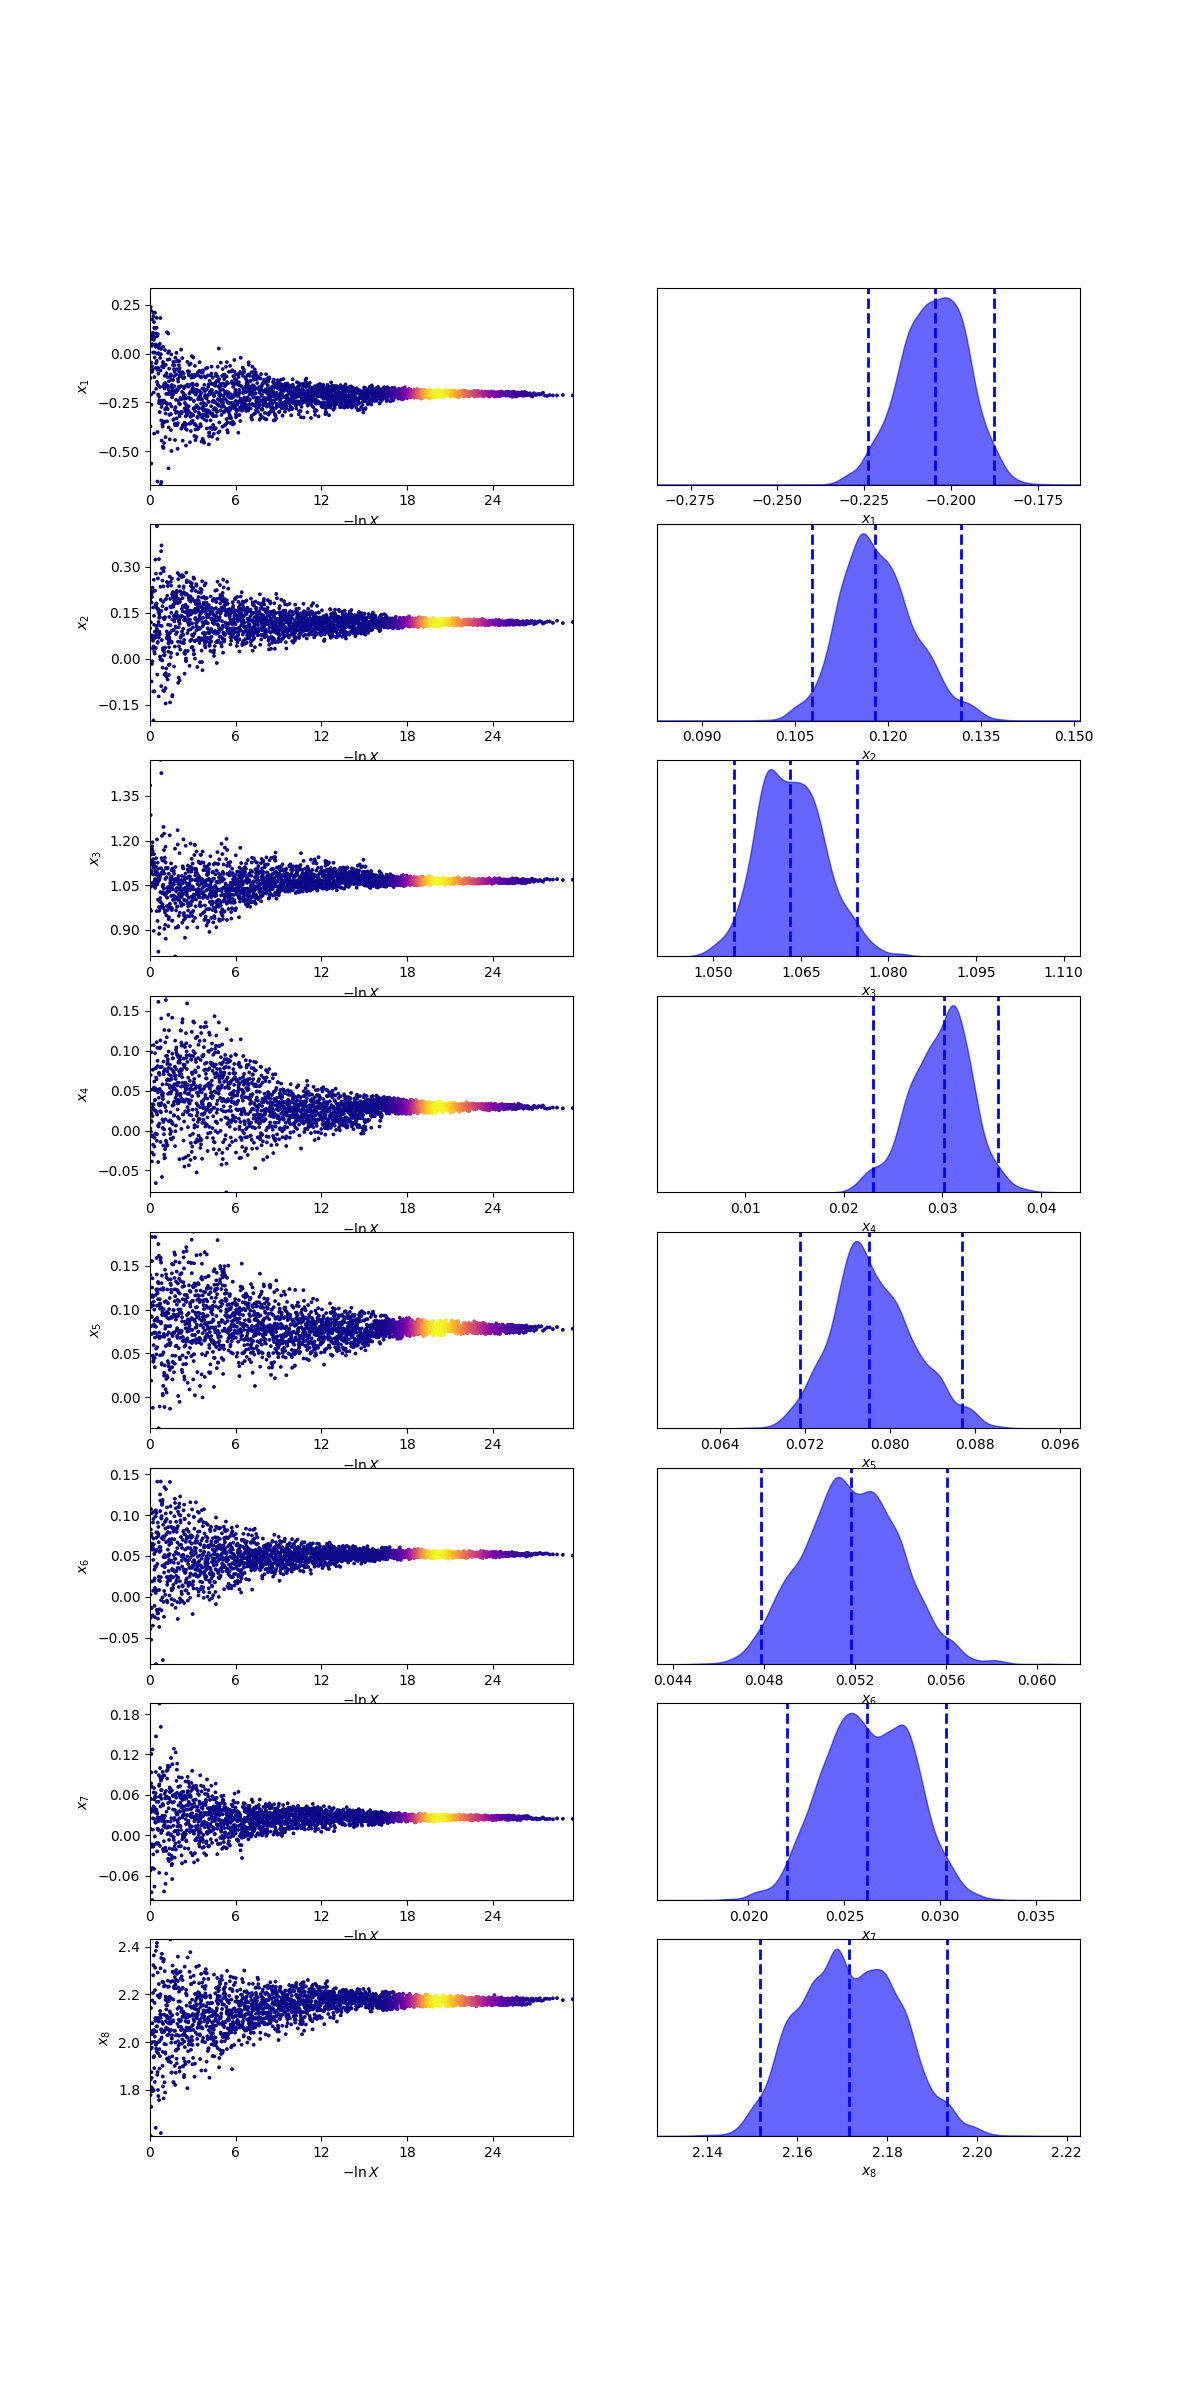 0.25
0.00
−0.25
−0.50
x₁
0 6 12 18 24
−ln X
−0.275 −0.250 −0.225 −0.200 −0.175
x₁
0.30
0.15
0.00
−0.15
x₂
0 6 12 18 24
−ln X
0.090 0.105 0.120 0.135 0.150
x₂
1.35
1.20
1.05
0.90
x₃
0 6 12 18 24
−ln X
1.050 1.065 1.080 1.095 1.110
x₃
0.15
0.10
0.05
0.00
−0.05
x₄
0 6 12 18 24
−ln X
0.01 0.02 0.03 0.04
x₄
0.15
0.10
0.05
0.00
x₅
0 6 12 18 24
−ln X
0.064 0.072 0.080 0.088 0.096
x₅
0.15
0.10
0.05
0.00
−0.05
x₆
0 6 12 18 24
−ln X
0.044 0.048 0.052 0.056 0.060
x₆
0.18
0.12
0.06
0.00
−0.06
x₇
0 6 12 18 24
−ln X
0.020 0.025 0.030 0.035
x₇
2.4
2.2
2.0
1.8
x₈
0 6 12 18 24
−ln X
2.14 2.16 2.18 2.20 2.22
x₈